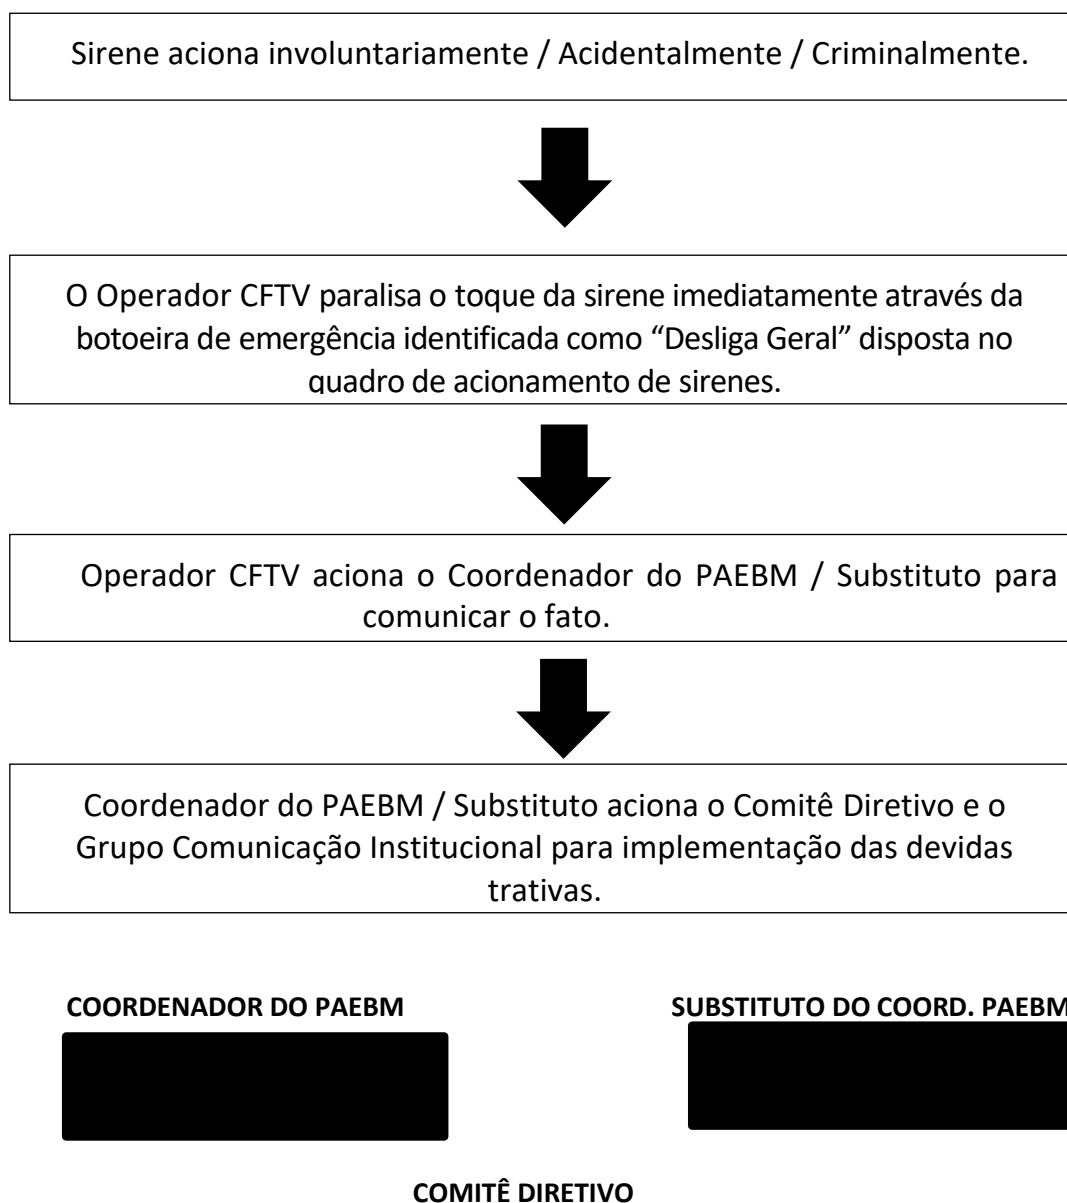 Sirene aciona involuntariamente / Acidentalmente / Criminalmente.
O Operador CFTV paralisa o toque da sirene imediatamente através da
botoeira de emergência identificada como “Desliga Geral” disposta no
quadro de acionamento de sirenes.
Operador CFTV aciona o Coordenador do PAEBM / Substituto para
comunicar o fato.
Coordenador do PAEBM / Substituto aciona o Comitê Diretivo e o
Grupo Comunicação Institucional para implementação das devidas
trativas.
COORDENADOR DO PAEBM
SUBSTITUTO DO COORD. PAEBM
COMITÊ DIRETIVO